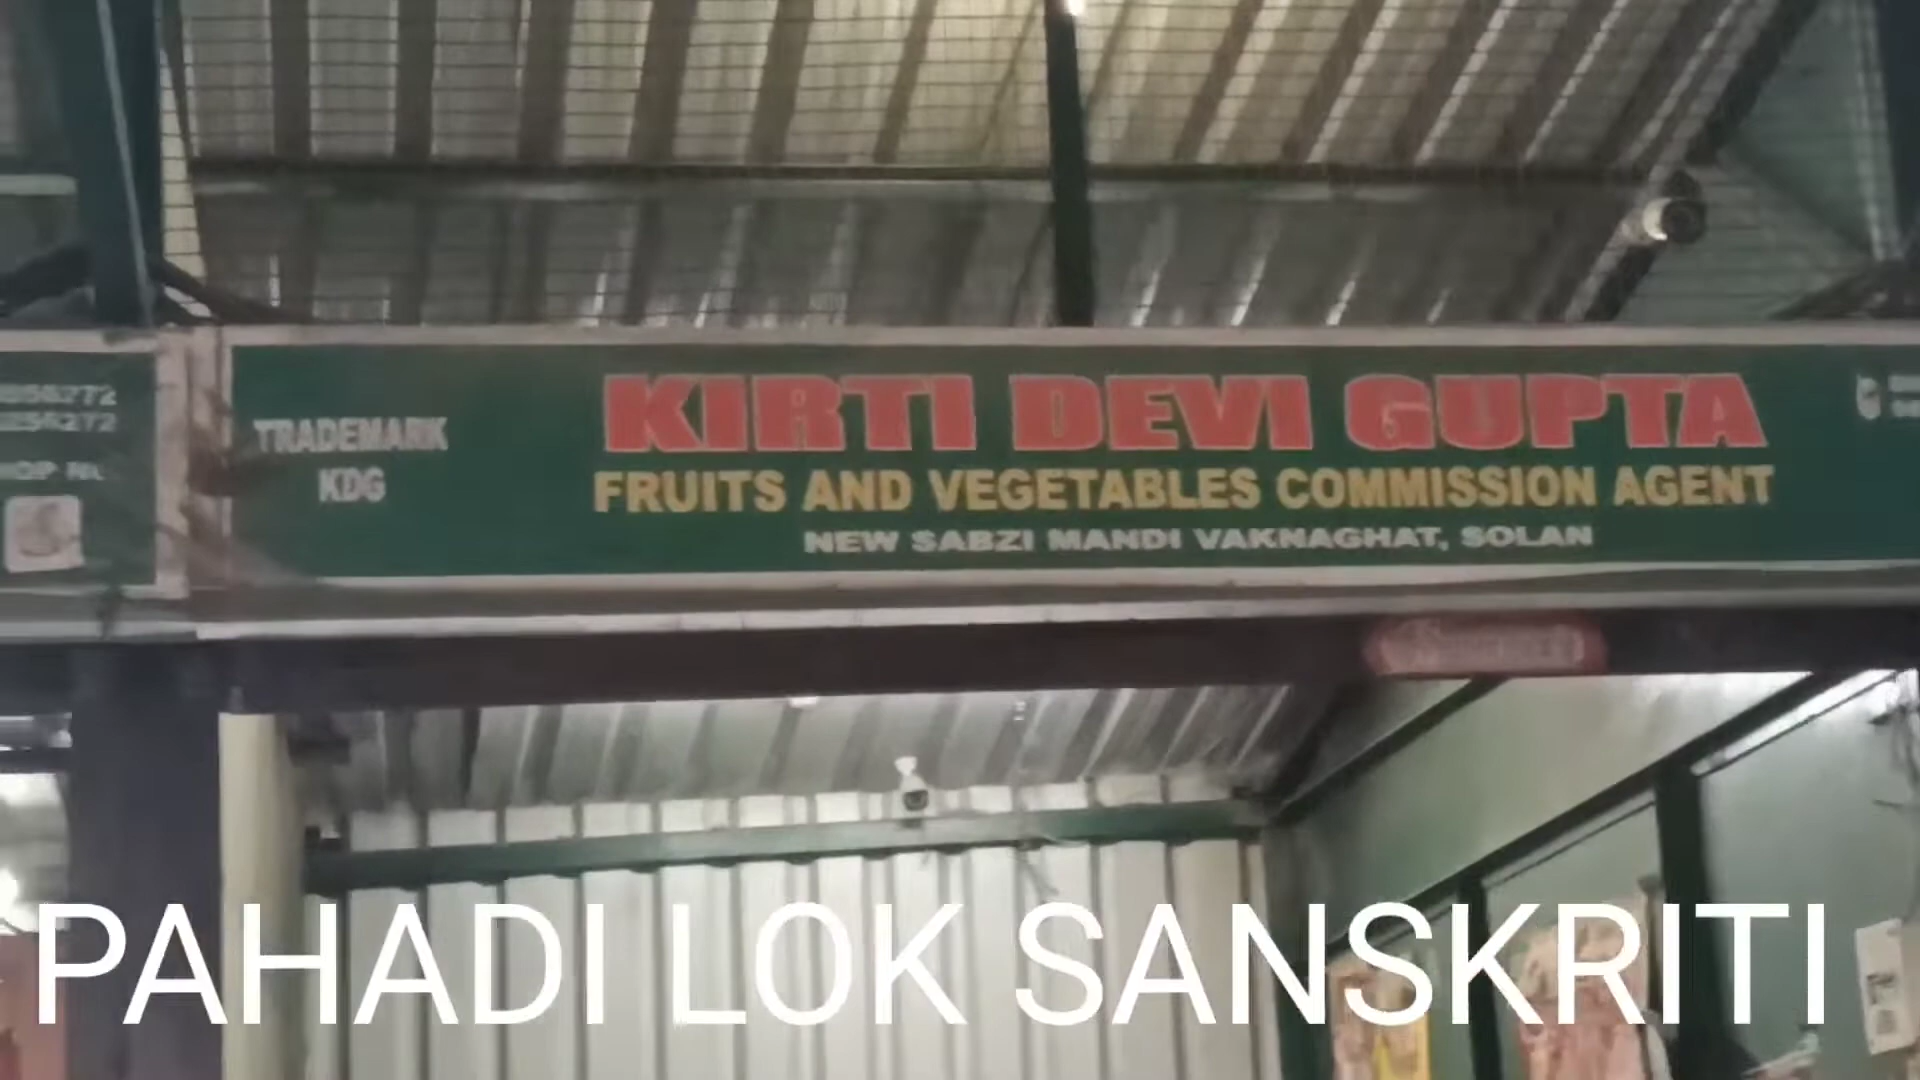 TRADEMARK
KDG
KIRTI DEVI GUPTA
FRUITS AND VEGETABLES COMMISSION AGENT
NEW SABZI MANDI VAKNAGHAT, SOLAN
PAHADI LOK SANSKRITI